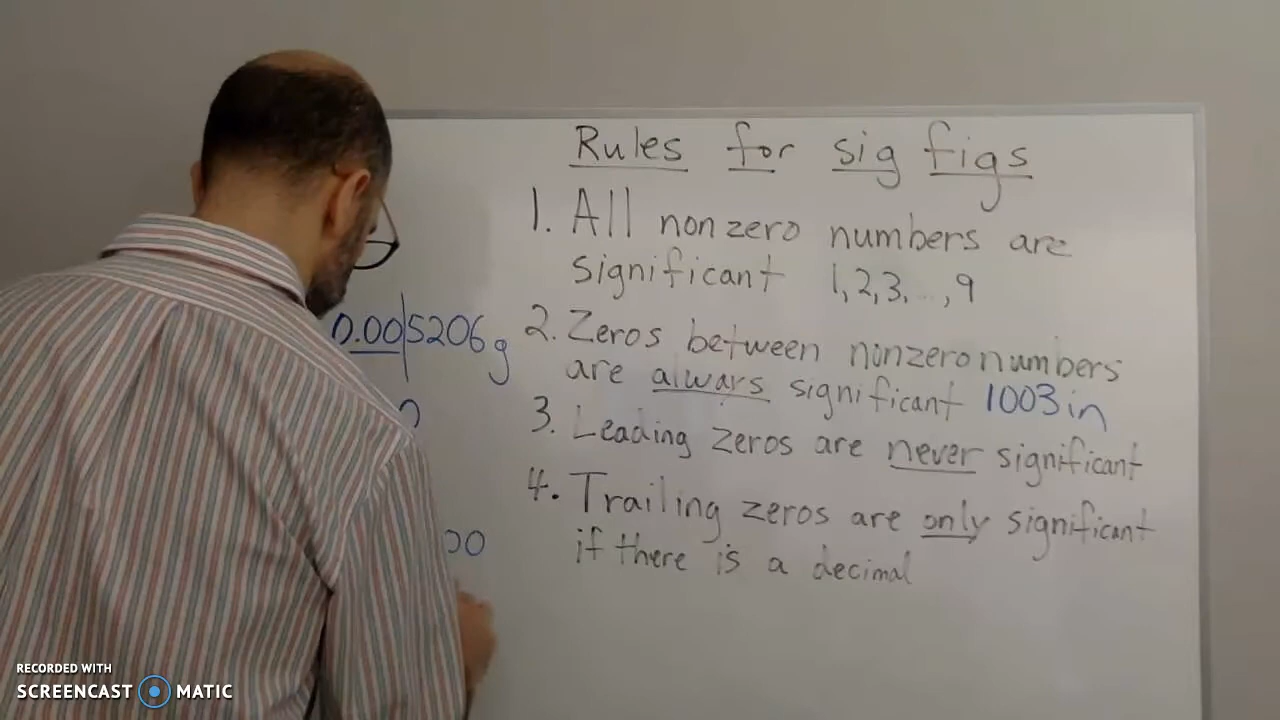 Rules for sig figs
1. All nonzero numbers are
significant 1,2,3,...,9
2. Zeros between nonzero numbers
are always significant 1003 in
3. Leading zeros are never significant
4. Trailing zeros are only significant
if there is a decimal
0.00|5206g
00
RECORDED WITH
SCREENCAST MATIC